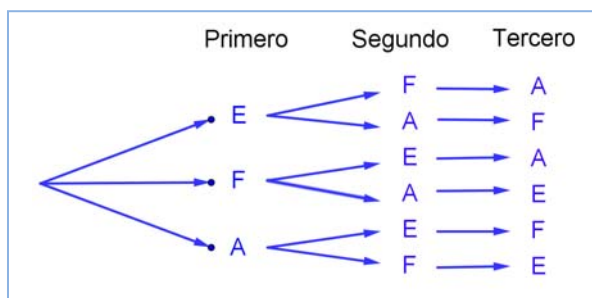 Primero Segundo Tercero
F A
E
A F
E A
F
A E
E F
A
F E